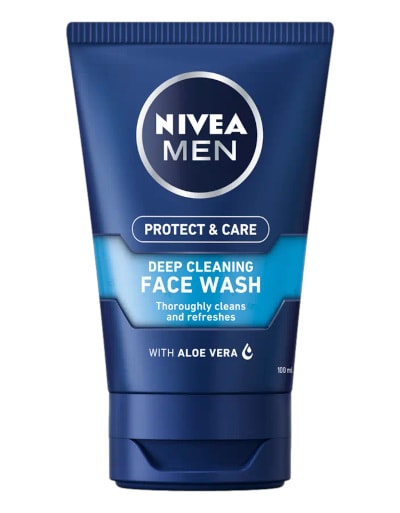 NIVEA
MEN
PROTECT & CARE
DEEP CLEANING
FACE WASH
Thoroughly cleans
and refreshes
WITH ALOE VERA
100 ml